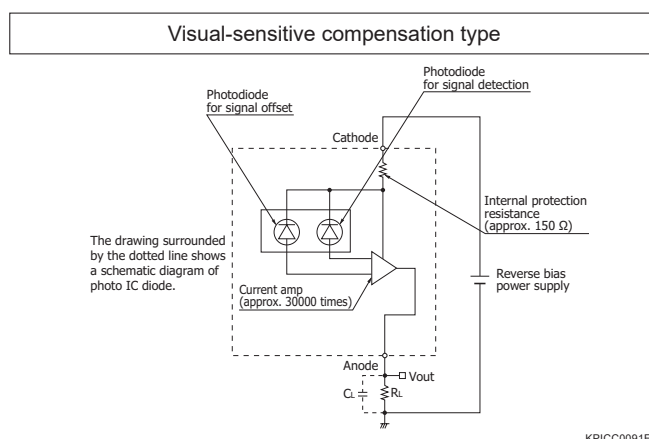 Visual-sensitive compensation type
Photodiode
for signal detection
Photodiode
for signal offset
Cathode
Internal protection
resistance
(approx. 150 Ω)
The drawing surrounded
by the dotted line shows
a schematic diagram of
photo IC diode.
Reverse bias
power supply
Current amp
(approx. 30000 times)
Anode
Vout
CL
RL